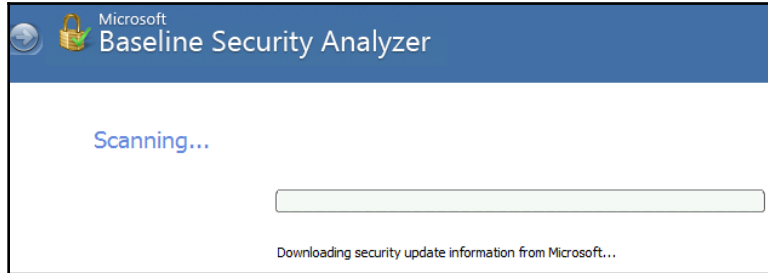 Microsoft
Baseline Security Analyzer
Scanning...
Downloading security update information from Microsoft...